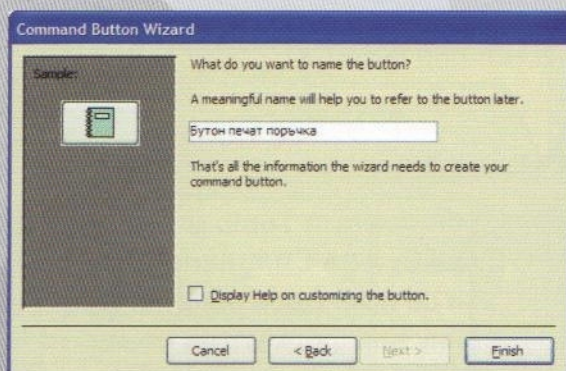 Command Button Wizard
Sample:
What do you want to name the button?
A meaningful name will help you to refer to the button later.
Бутон печат поръчка
That's all the information the wizard needs to create your
command button.
Display Help on customizing the button.
Cancel
< Back
Next >
Finish